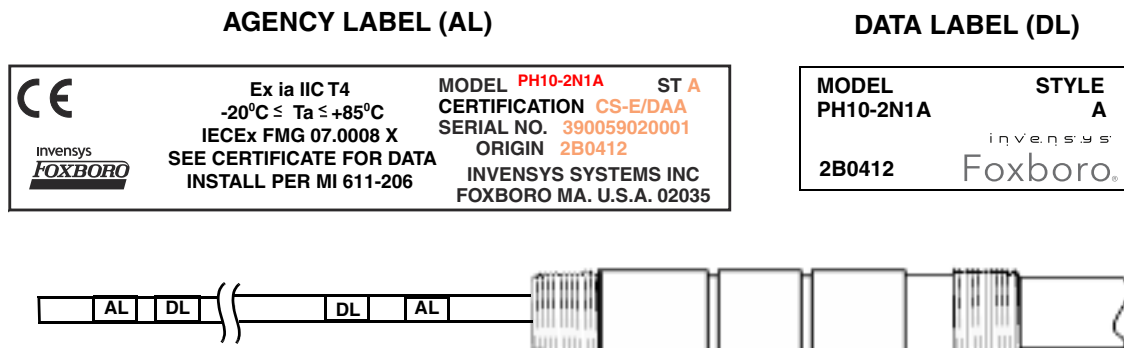 AGENCY LABEL (AL)
DATA LABEL (DL)
CE
Ex ia IIC T4
-20⁰C ≤ Ta ≤ +85⁰C
IECEx FMG 07.0008 X
SEE CERTIFICATE FOR DATA
INSTALL PER MI 611-206
invensys
FOXBORO
MODEL PH10-2N1A ST A
CERTIFICATION CS-E/DAA
SERIAL NO. 390059020001
ORIGIN 2B0412
INVENSYS SYSTEMS INC
FOXBORO MA. U.S.A. 02035
MODEL STYLE
PH10-2N1A A
invensys
2B0412 Foxboro®
AL DL DL AL